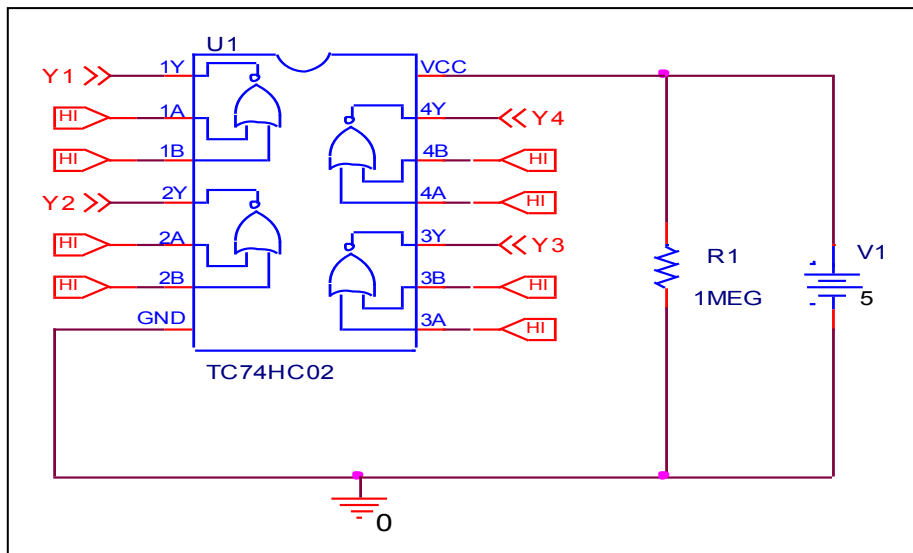 U1
1Y
VCC
Y1
HI
1A
4Y
Y4
HI
1B
4B
HI
Y2
2Y
4A
HI
HI
2A
3Y
Y3
HI
2B
3B
HI
GND
3A
HI
TC74HC02
R1
1MEG
V1
5
0